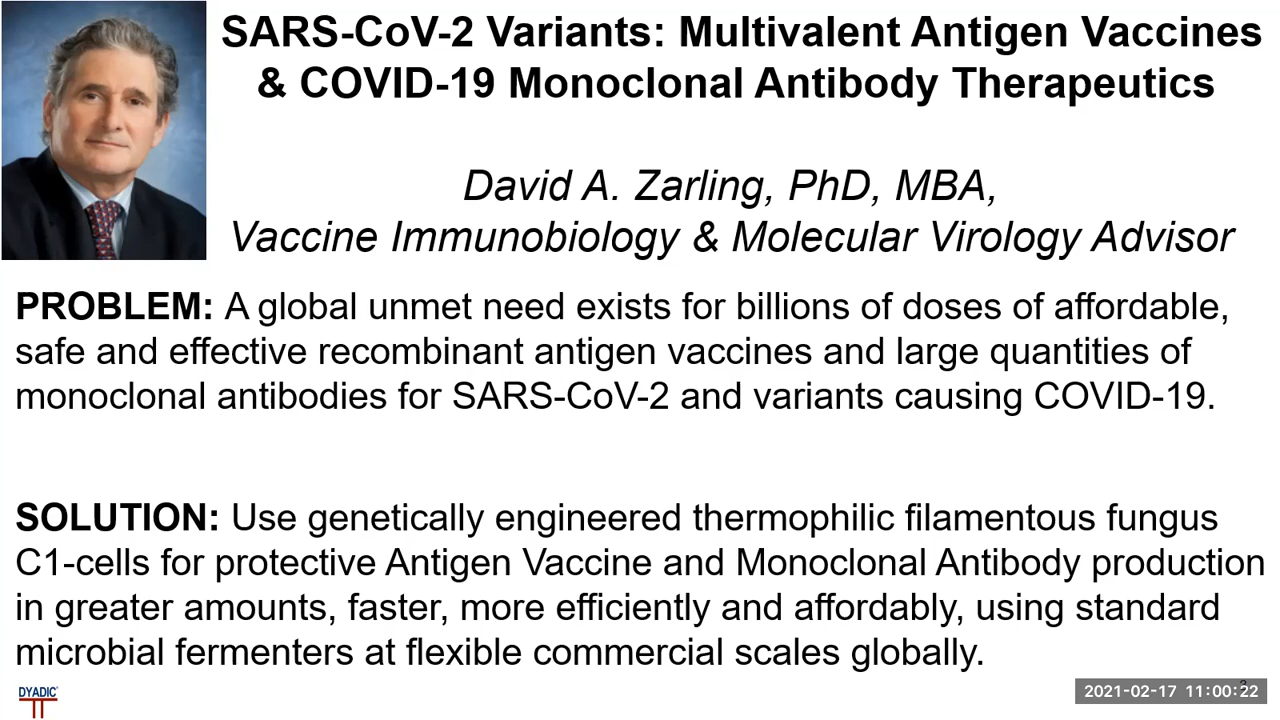 SARS-CoV-2 Variants: Multivalent Antigen Vaccines
& COVID-19 Monoclonal Antibody Therapeutics
David A. Zarling, PhD, MBA,
Vaccine Immunobiology & Molecular Virology Advisor
PROBLEM: A global unmet need exists for billions of doses of affordable,
safe and effective recombinant antigen vaccines and large quantities of
monoclonal antibodies for SARS-CoV-2 and variants causing COVID-19.
SOLUTION: Use genetically engineered thermophilic filamentous fungus
C1-cells for protective Antigen Vaccine and Monoclonal Antibody production
in greater amounts, faster, more efficiently and affordably, using standard
microbial fermenters at flexible commercial scales globally.
DYADIC
2021-02-17 11:00:22